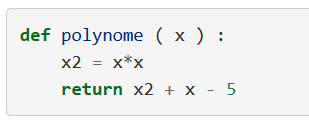 def polynome ( x ) :
    x2 = x*x
    return x2 + x - 5